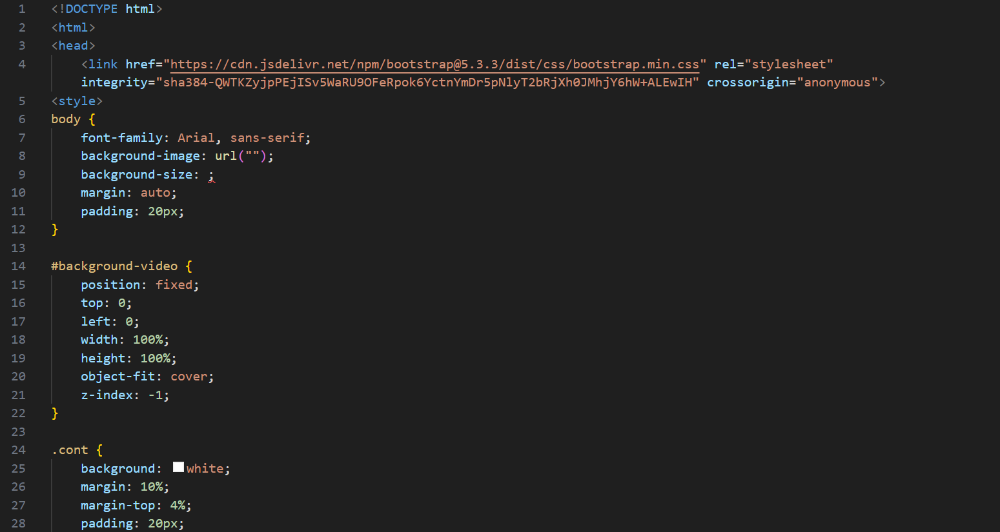 1 <!DOCTYPE html>
2 <html>
3 <head>
4 <link href="https://cdn.jsdelivr.net/npm/bootstrap@5.3.3/dist/css/bootstrap.min.css" rel="stylesheet"
integrity="sha384-QWTKZyjpPEjISv5WaRU9OFeRpok6YctnYmDr5pNlyT2bRjXh0JMhjY6hW+ALEwIH" crossorigin="anonymous">
5 <style>
6 body {
7 font-family: Arial, sans-serif;
8 background-image: url("");
9 background-size: ;
10 margin: auto;
11 padding: 20px;
12 }
13
14 #background-video {
15 position: fixed;
16 top: 0;
17 left: 0;
18 width: 100%;
19 height: 100%;
20 object-fit: cover;
21 z-index: -1;
22 }
23
24 .cont {
25 background: white;
26 margin: 10%;
27 margin-top: 4%;
28 padding: 20px;